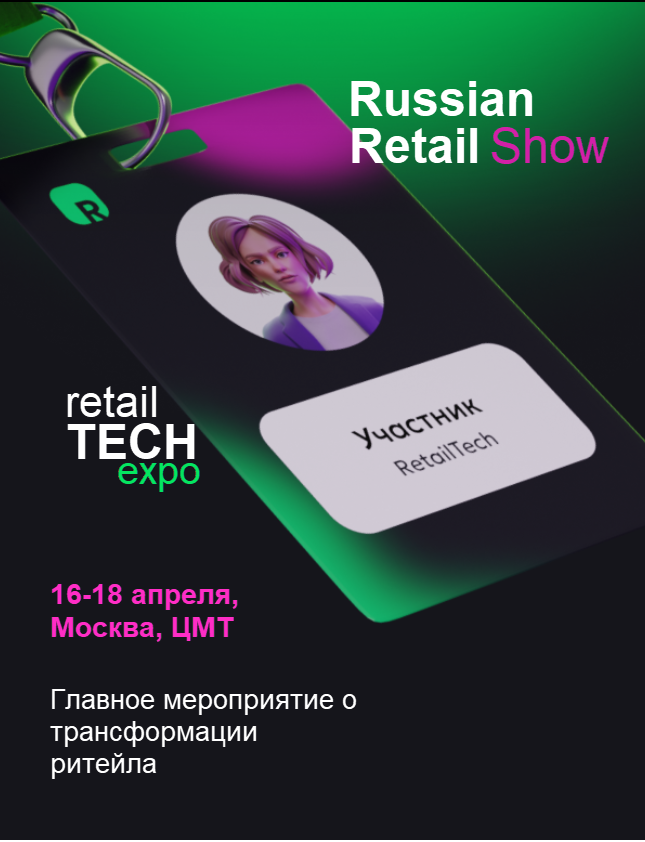 Russian
Retail Show
R
Участник
RetailTech
retail
TECH
expo
16-18 апреля,
Москва, ЦМТ
Главное мероприятие о
трансформации
ритейла